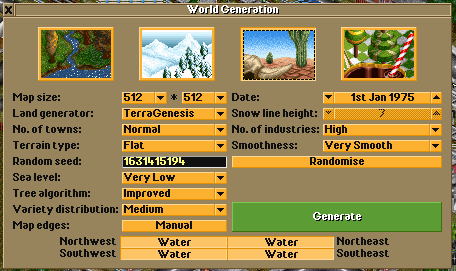 World Generation
Map size: 512 * 512 Date: 1st Jan 1975
Land generator: TerraGenesis Snow line height: 7
No. of towns: Normal No. of industries: High
Terrain type: Flat Smoothness: Very Smooth
Random seed: 1631415194 Randomise
Sea level: Very Low
Tree algorithm: Improved
Variety distribution: Medium Generate
Map edges: Manual
Northwest Water Water Northeast
Southwest Water Water Southeast